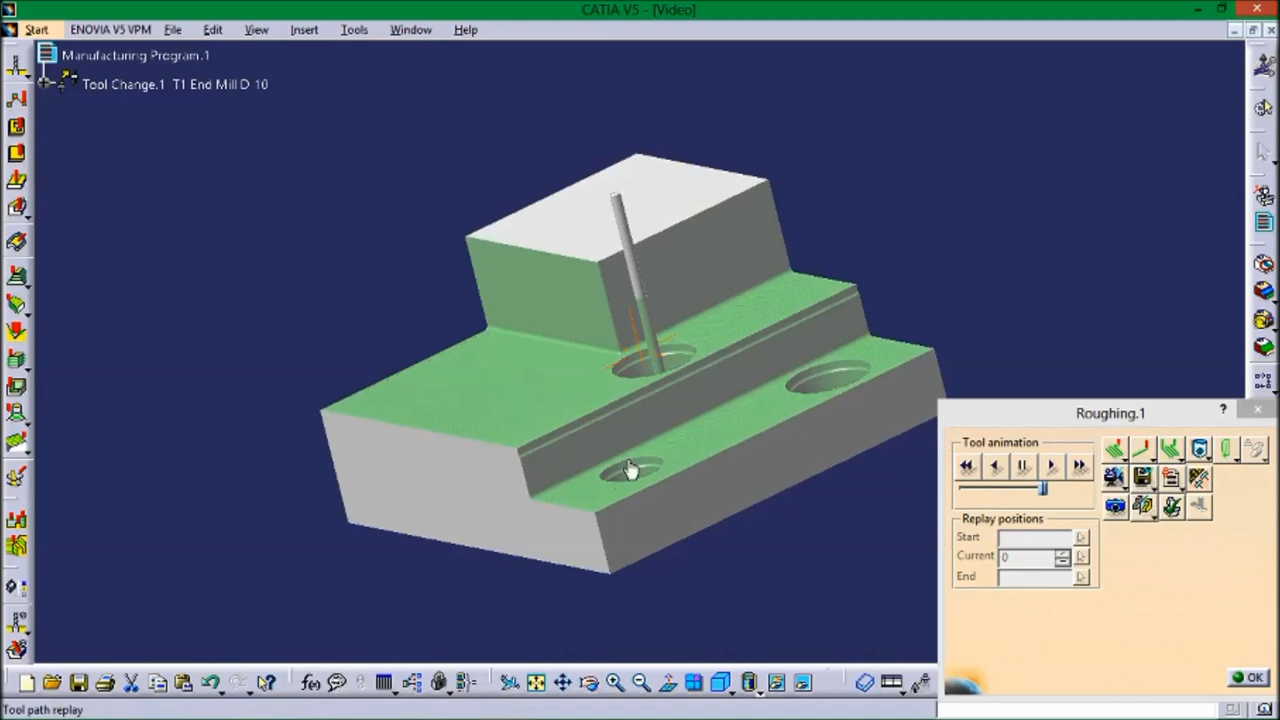 CATIA V5 - [Video]
Start ENOVIA V5 VPM File Edit View Insert Tools Window Help
Manufacturing Program.1
Tool Change.1 T1 End Mill D 10
Roughing.1
?
Tool animation
Replay positions
Start
Current 0
End
f(x)
OK
Tool path replay